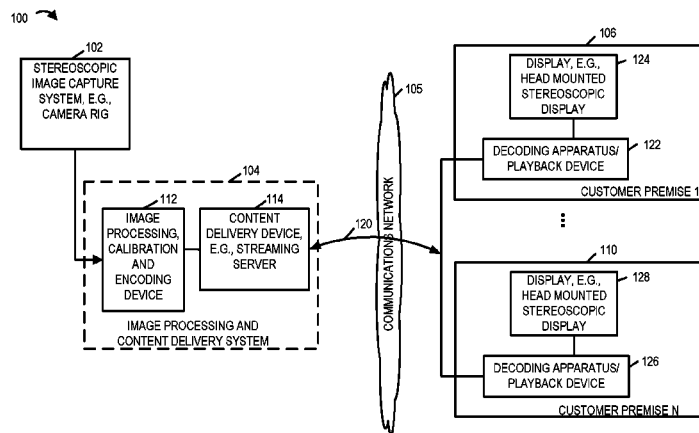 100
102
STEREOSCOPIC
IMAGE CAPTURE
SYSTEM, E.G.,
CAMERA RIG
104
112
IMAGE
PROCESSING,
CALIBRATION
AND
ENCODING
DEVICE
114
CONTENT
DELIVERY DEVICE,
E.G., STREAMING
SERVER
IMAGE PROCESSING AND
CONTENT DELIVERY SYSTEM
120
105
COMMUNICATIONS NETWORK
106
DISPLAY, E.G.,
HEAD MOUNTED
STEREOSCOPIC
DISPLAY
124
DECODING APPARATUS/
PLAYBACK DEVICE
122
CUSTOMER PREMISE 1
...
110
DISPLAY, E.G.,
HEAD MOUNTED
STEREOSCOPIC
DISPLAY
128
DECODING APPARATUS/
PLAYBACK DEVICE
126
CUSTOMER PREMISE N